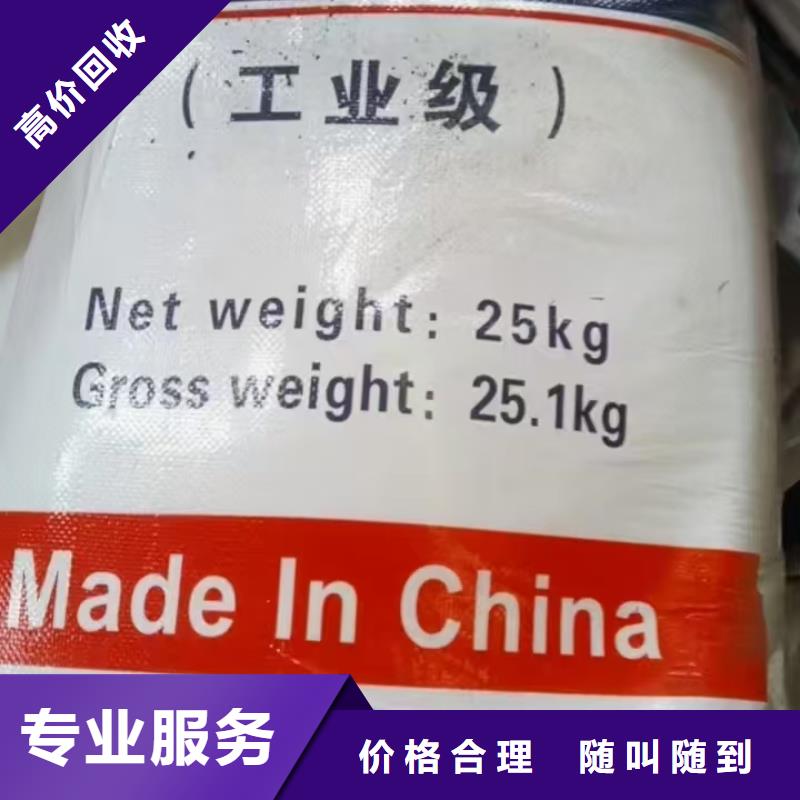 高价回收
（工业级）
Net weight: 25kg
Gross weight: 25.1kg
Made In China
专业服务
价格合理 随叫随到